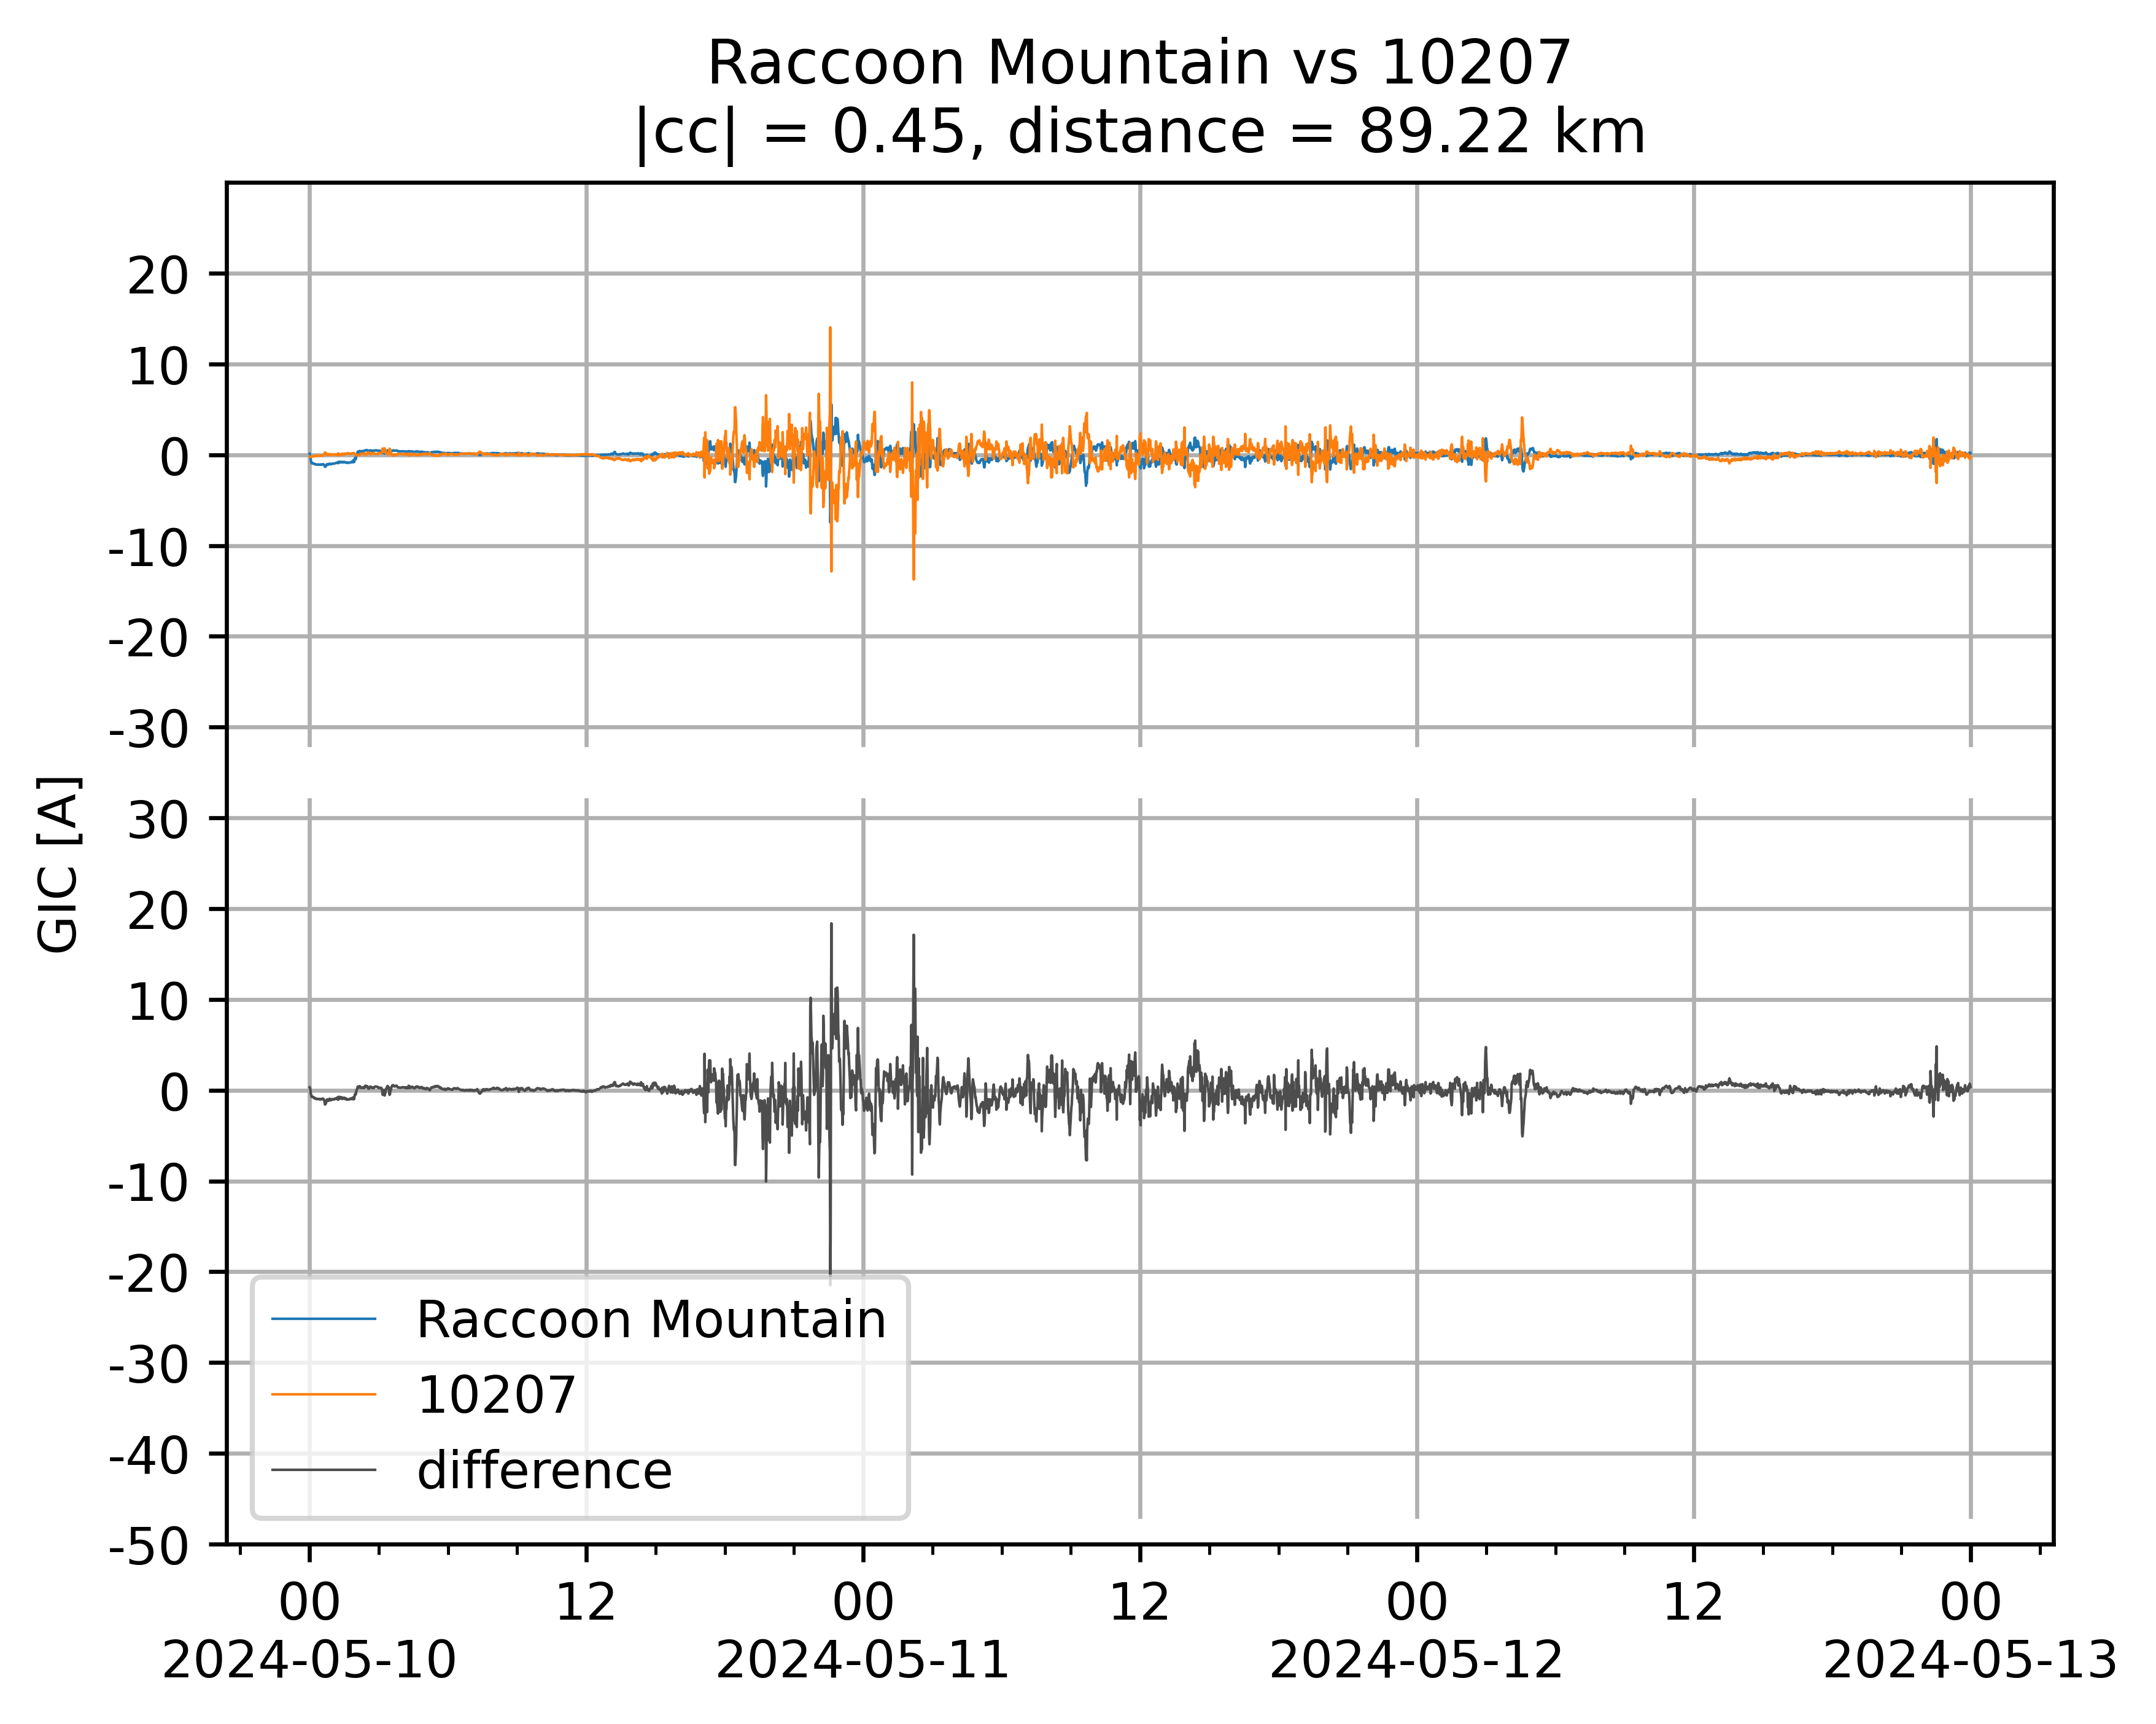 Raccoon Mountain vs 10207
|cc| = 0.45, distance = 89.22 km
GIC [A]
20
10
0
-10
-20
-30
30
20
10
0
-10
-20
-30
-40
-50
Raccoon Mountain
10207
difference
00 12 00 12 00 12 00
2024-05-10 2024-05-11 2024-05-12 2024-05-13